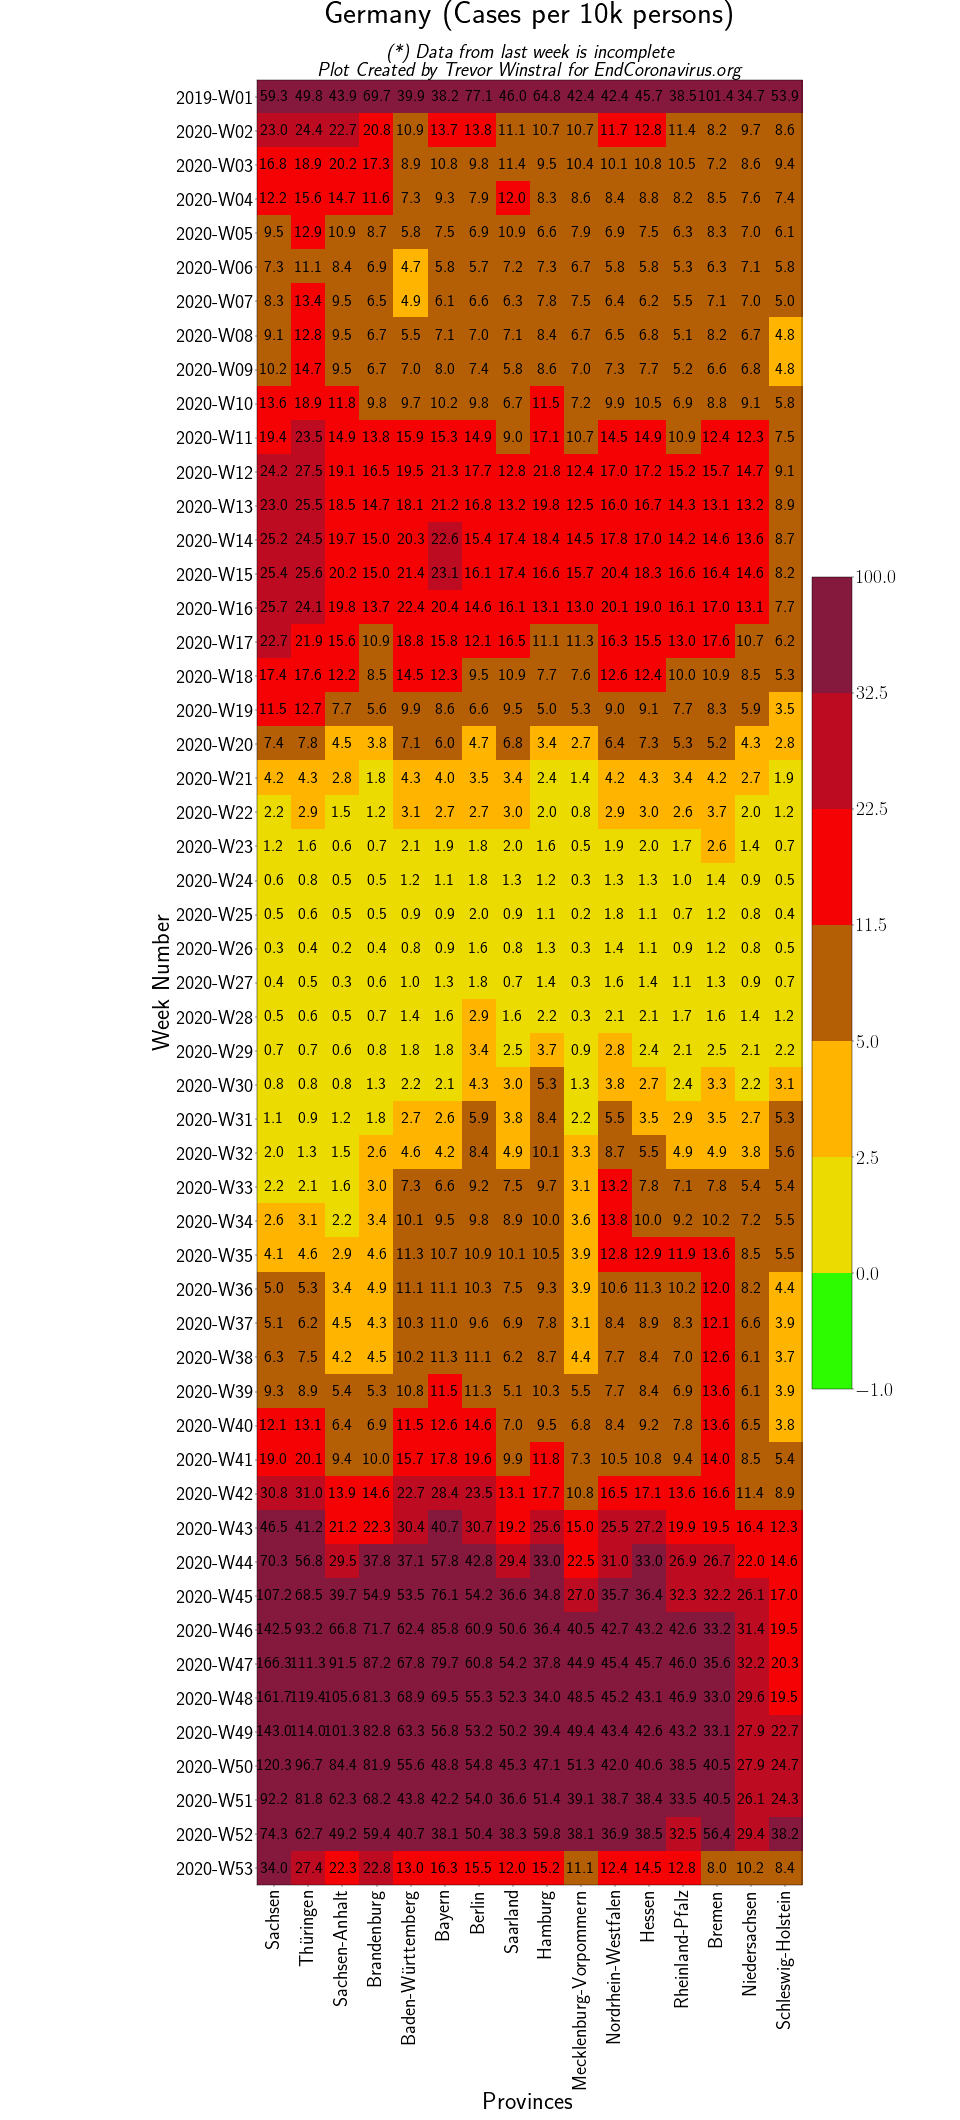 Germany (Cases per 10k persons)
(*) Data from last week is incomplete
Plot Created by Trevor Winstral for EndCoronavirus.org
2019-W01 59.3 49.8 43.9 69.7 39.9 38.2 77.1 46.0 64.8 42.4 42.4 45.7 38.5 101.4 34.7 53.9
2020-W02 23.0 24.4 22.7 20.8 10.9 13.7 13.8 11.1 10.7 10.7 11.7 12.8 11.4 8.2 9.7 8.6
2020-W03 16.8 18.9 20.2 17.3 8.9 10.8 9.8 11.4 9.5 10.4 10.1 10.8 10.5 7.2 8.6 9.4
2020-W04 12.2 15.6 14.7 11.6 7.3 9.3 7.9 12.0 8.3 8.6 8.4 8.8 8.2 8.5 7.6 7.4
2020-W05 9.5 12.9 10.9 8.7 5.8 7.5 6.9 10.9 6.6 7.9 6.9 7.5 6.3 8.3 7.0 6.1
2020-W06 7.3 11.1 8.4 6.9 4.7 5.8 5.7 7.2 7.3 6.7 5.8 5.8 5.3 6.3 7.1 5.8
2020-W07 8.3 13.4 9.5 6.5 4.9 6.1 6.6 6.3 7.8 7.5 6.4 6.2 5.5 7.1 7.0 5.0
2020-W08 9.1 12.8 9.5 6.7 5.5 7.1 7.0 7.1 8.4 6.7 6.5 6.8 5.1 8.2 6.7 4.8
2020-W09 10.2 14.7 9.5 6.7 7.0 8.0 7.4 5.8 8.6 7.0 7.3 7.7 5.2 6.6 6.8 4.8
2020-W10 13.6 18.9 11.8 9.8 9.7 10.2 9.8 6.7 11.5 7.2 9.9 10.5 6.9 8.8 9.1 5.8
2020-W11 19.4 23.5 14.9 13.8 15.9 15.3 14.9 9.0 17.1 10.7 14.5 14.9 10.9 12.4 12.3 7.5
2020-W12 24.2 27.5 19.1 16.5 19.5 21.3 17.7 12.8 21.8 12.4 17.0 17.2 15.2 15.7 14.7 9.1
2020-W13 23.0 25.5 18.5 14.7 18.1 21.2 16.8 13.2 19.8 12.5 16.0 16.7 14.3 13.1 13.2 8.9
2020-W14 25.2 24.5 19.7 15.0 20.3 22.6 15.4 17.4 18.4 14.5 17.8 17.0 14.2 14.6 13.6 8.7
2020-W15 25.4 25.6 20.2 15.0 21.4 23.1 16.1 17.4 16.6 15.7 20.4 18.3 16.6 16.4 14.6 8.2
2020-W16 25.7 24.1 19.8 13.7 22.4 20.4 14.6 16.1 13.1 13.0 20.1 19.0 16.1 17.0 13.1 7.7
2020-W17 22.7 21.9 15.6 10.9 18.8 15.8 12.1 16.5 11.1 11.3 16.3 15.5 13.0 17.6 10.7 6.2
2020-W18 17.4 17.6 12.2 8.5 14.5 12.3 9.5 10.9 7.7 7.6 12.6 12.4 10.0 10.9 8.5 5.3
2020-W19 11.5 12.7 7.7 5.6 9.9 8.6 6.6 9.5 5.0 5.3 9.0 9.1 7.7 8.3 5.9 3.5
2020-W20 7.4 7.8 4.5 3.8 7.1 6.0 4.7 6.8 3.4 2.7 6.4 7.3 5.3 5.2 4.3 2.8
2020-W21 4.2 4.3 2.8 1.8 4.3 4.0 3.5 3.4 2.4 1.4 4.2 4.3 3.4 4.2 2.7 1.9
2020-W22 2.2 2.9 1.5 1.2 3.1 2.7 2.7 3.0 2.0 0.8 2.9 3.0 2.6 3.7 2.0 1.2
2020-W23 1.2 1.6 0.6 0.7 2.1 1.9 1.8 2.0 1.6 0.5 1.9 2.0 1.7 2.6 1.4 0.7
2020-W24 0.6 0.8 0.5 0.5 1.2 1.1 1.8 1.3 1.2 0.3 1.3 1.3 1.0 1.4 0.9 0.5
2020-W25 0.5 0.6 0.5 0.5 0.9 0.9 2.0 0.9 1.1 0.2 1.8 1.1 0.7 1.2 0.8 0.4
2020-W26 0.3 0.4 0.2 0.4 0.8 0.9 1.6 0.8 1.3 0.3 1.4 1.1 0.9 1.2 0.8 0.5
2020-W27 0.4 0.5 0.3 0.6 1.0 1.3 1.8 0.7 1.4 0.3 1.6 1.4 1.1 1.3 0.9 0.7
2020-W28 0.5 0.6 0.5 0.7 1.4 1.6 2.9 1.6 2.2 0.3 2.1 2.1 1.7 1.6 1.4 1.2
2020-W29 0.7 0.7 0.6 0.8 1.8 1.8 3.4 2.5 3.7 0.9 2.8 2.4 2.1 2.5 2.1 2.2
2020-W30 0.8 0.8 0.8 1.3 2.2 2.1 4.3 3.0 5.3 1.3 3.8 2.7 2.4 3.3 2.2 3.1
2020-W31 1.1 0.9 1.2 1.8 2.7 2.6 5.9 3.8 8.4 2.2 5.5 3.5 2.9 3.5 2.7 5.3
2020-W32 2.0 1.3 1.5 2.6 4.6 4.2 8.4 4.9 10.1 3.3 8.7 5.5 4.9 4.9 3.8 5.6
2020-W33 2.2 2.1 1.6 3.0 7.3 6.6 9.2 7.5 9.7 3.1 13.2 7.8 7.1 7.8 5.4 5.4
2020-W34 2.6 3.1 2.2 3.4 10.1 9.5 9.8 8.9 10.0 3.6 13.8 10.0 9.2 10.2 7.2 5.5
2020-W35 4.1 4.6 2.9 4.6 11.3 10.7 10.9 10.1 10.5 3.9 12.8 12.9 11.9 13.6 8.5 5.5
2020-W36 5.0 5.3 3.4 4.9 11.1 11.1 10.3 7.5 9.3 3.9 10.6 11.3 10.2 12.0 8.2 4.4
2020-W37 5.1 6.2 4.5 4.3 10.3 11.0 9.6 6.9 7.8 3.1 8.4 8.9 8.3 12.1 6.6 3.9
2020-W38 6.3 7.5 4.2 4.5 10.2 11.3 11.1 6.2 8.7 4.4 7.7 8.4 7.0 12.6 6.1 3.7
2020-W39 9.3 8.9 5.4 5.3 10.8 11.5 11.3 5.1 10.3 5.5 7.7 8.4 6.9 13.6 6.1 3.9
2020-W40 12.1 13.1 6.4 6.9 11.5 12.6 14.6 7.0 9.5 6.8 8.4 9.2 7.8 13.6 6.5 3.8
2020-W41 19.0 20.1 9.4 10.0 15.7 17.8 19.6 9.9 11.8 7.3 10.5 10.8 9.4 14.0 8.5 5.4
2020-W42 30.8 31.0 13.9 14.6 22.7 28.4 23.5 13.1 17.7 10.8 16.5 17.1 13.6 16.6 11.4 8.9
2020-W43 46.5 41.2 21.2 22.3 30.4 40.7 30.7 19.2 25.6 15.0 25.5 27.2 19.9 19.5 16.4 12.3
2020-W44 70.3 56.8 29.5 37.8 37.1 57.8 42.8 29.4 33.0 22.5 31.0 33.0 26.9 26.7 22.0 14.6
2020-W45 107.2 68.5 39.7 54.9 53.5 76.1 54.2 36.6 34.8 27.0 35.7 36.4 32.3 32.2 26.1 17.0
2020-W46 142.5 93.2 66.8 71.7 62.4 85.8 60.9 50.6 36.4 40.5 42.7 43.2 42.6 33.2 31.4 19.5
2020-W47 166.3 111.3 91.5 87.2 67.8 79.7 60.8 54.2 37.8 44.9 45.4 45.7 46.0 35.6 32.2 20.3
2020-W48 161.7 119.4 105.6 81.3 68.9 69.5 55.3 52.3 34.0 48.5 45.2 43.1 46.9 33.0 29.6 19.5
2020-W49 143.0 114.0 101.3 82.8 63.3 56.8 53.2 50.2 39.4 49.4 43.4 42.6 43.2 33.1 27.9 22.7
2020-W50 120.3 96.7 84.4 81.9 55.6 48.8 54.8 45.3 47.1 51.3 42.0 40.6 38.5 40.5 27.9 24.7
2020-W51 92.2 81.8 62.3 68.2 43.8 42.2 54.0 36.6 51.4 39.1 38.7 38.4 33.5 40.5 26.1 24.3
2020-W52 74.3 62.7 49.2 59.4 40.7 38.1 50.4 38.3 59.8 38.1 36.9 38.5 32.5 56.4 29.4 38.2
2020-W53 34.0 27.4 22.3 22.8 13.0 16.3 15.5 12.0 15.2 11.1 12.4 14.5 12.8 8.0 10.2 8.4
Week Number
Sachsen
Thüringen
Sachsen-Anhalt
Brandenburg
Baden-Württemberg
Bayern
Berlin
Saarland
Hamburg
Mecklenburg-Vorpommern
Nordrhein-Westfalen
Hessen
Rheinland-Pfalz
Bremen
Niedersachsen
Schleswig-Holstein
Provinces
100.0
32.5
22.5
11.5
5.0
2.5
0.0
−1.0